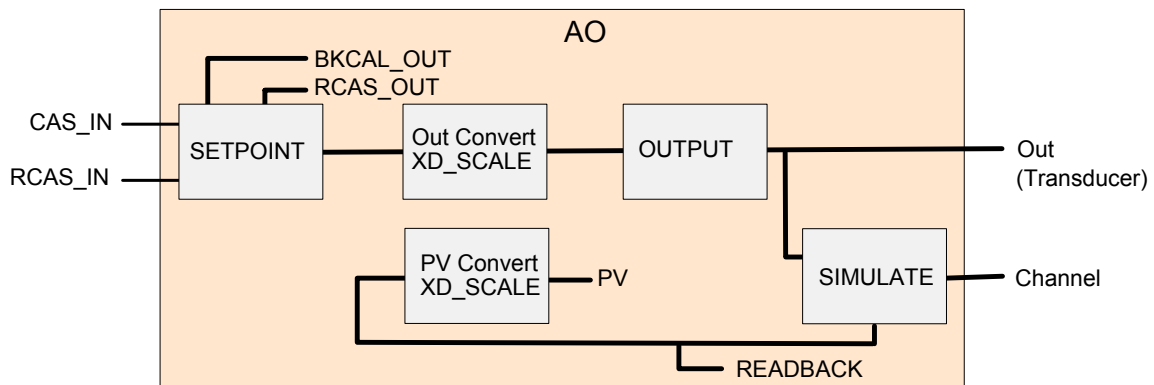 AO
BKCAL_OUT
RCAS_OUT
CAS_IN
RCAS_IN
SETPOINT
Out Convert
XD_SCALE
OUTPUT
Out
(Transducer)
PV Convert
XD_SCALE
PV
SIMULATE
Channel
READBACK